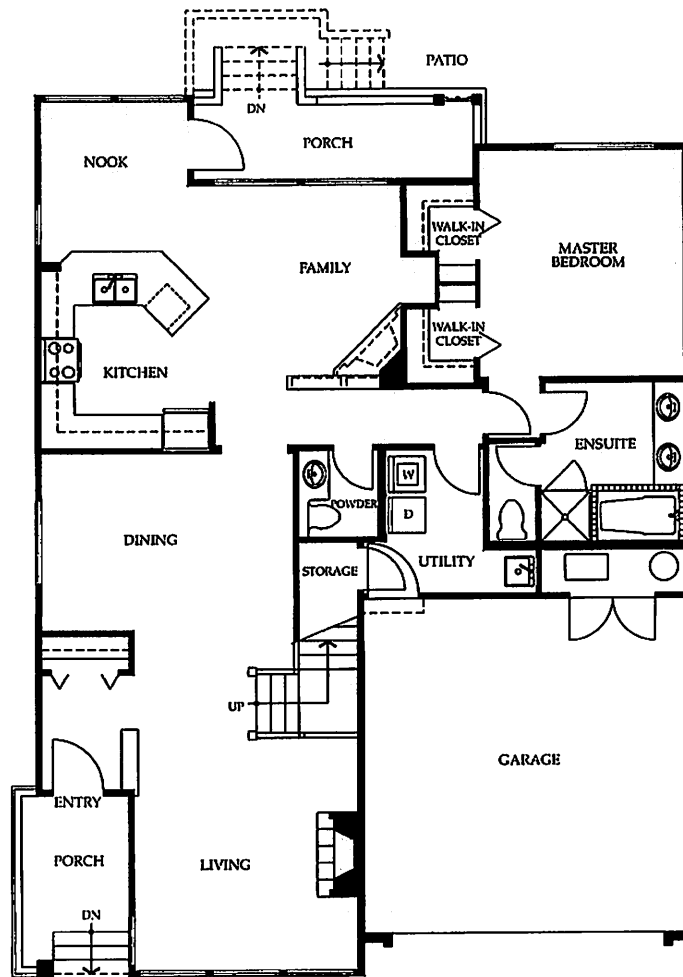 PATIO
DN
PORCH
NOOK
WALK-IN
CLOSET
MASTER
BEDROOM
FAMILY
WALK-IN
CLOSET
KITCHEN
ENSUITE
W
POWDER
D
DINING
UTILITY
STORAGE
UP
GARAGE
ENTRY
PORCH
LIVING
DN